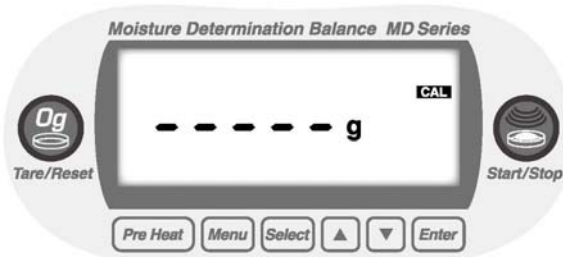 Moisture Determination Balance MD Series
CAL
- - - - - g
0g
Tare/Reset
Start/Stop
Pre Heat Menu Select ▲ ▼ Enter